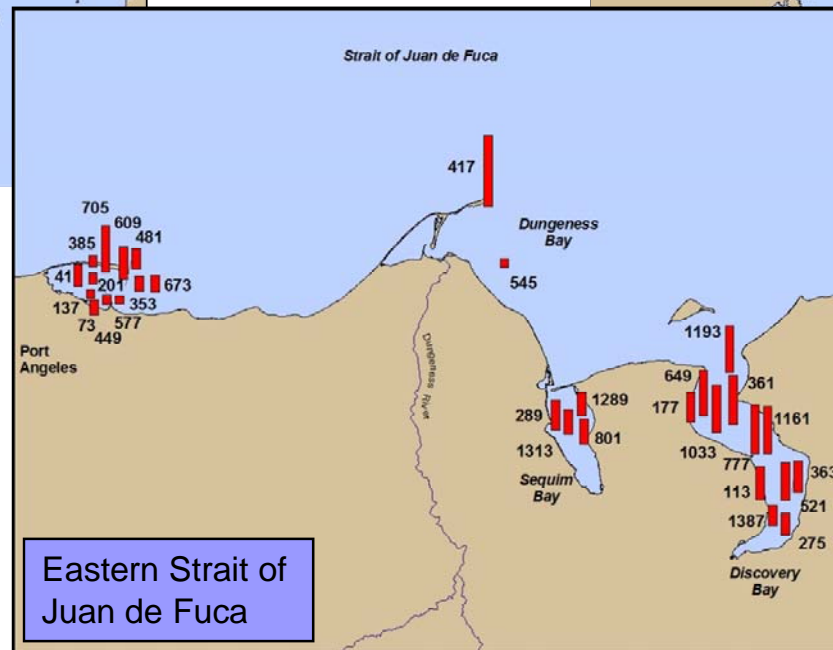 Strait of Juan de Fuca
417
705
609
Dungeness
Bay
481
385
41
201
673
545
137
353
73
577
449
Port
Angeles
Dungeness River
1193
649
361
289
1289
177
1161
1313
801
1033
777
363
Sequim
Bay
113
521
1387
275
Discovery
Bay
Eastern Strait of
Juan de Fuca